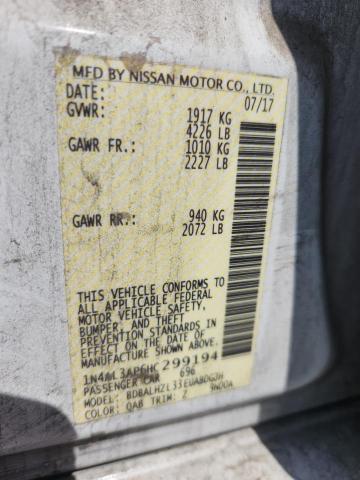 MFD BY NISSAN MOTOR CO., LTD.
DATE: 07/17
GVWR: 1917 KG
4226 LB
GAWR FR: 1010 KG
2227 LB
GAWR RR: 940 KG
2072 LB
THIS VEHICLE CONFORMS TO
ALL APPLICABLE FEDERAL
MOTOR VEHICLE SAFETY,
BUMPER, AND THEFT
PREVENTION STANDARDS
IN EFFECT ON THE DATE OF
MANUFACTURE SHOWN ABOVE.
1N4AL3AP6HC299194
PASSENGER CAR 696
MODEL: BDBALHZL33EUA8DGDH
COLOR: QAB TRIM: Z